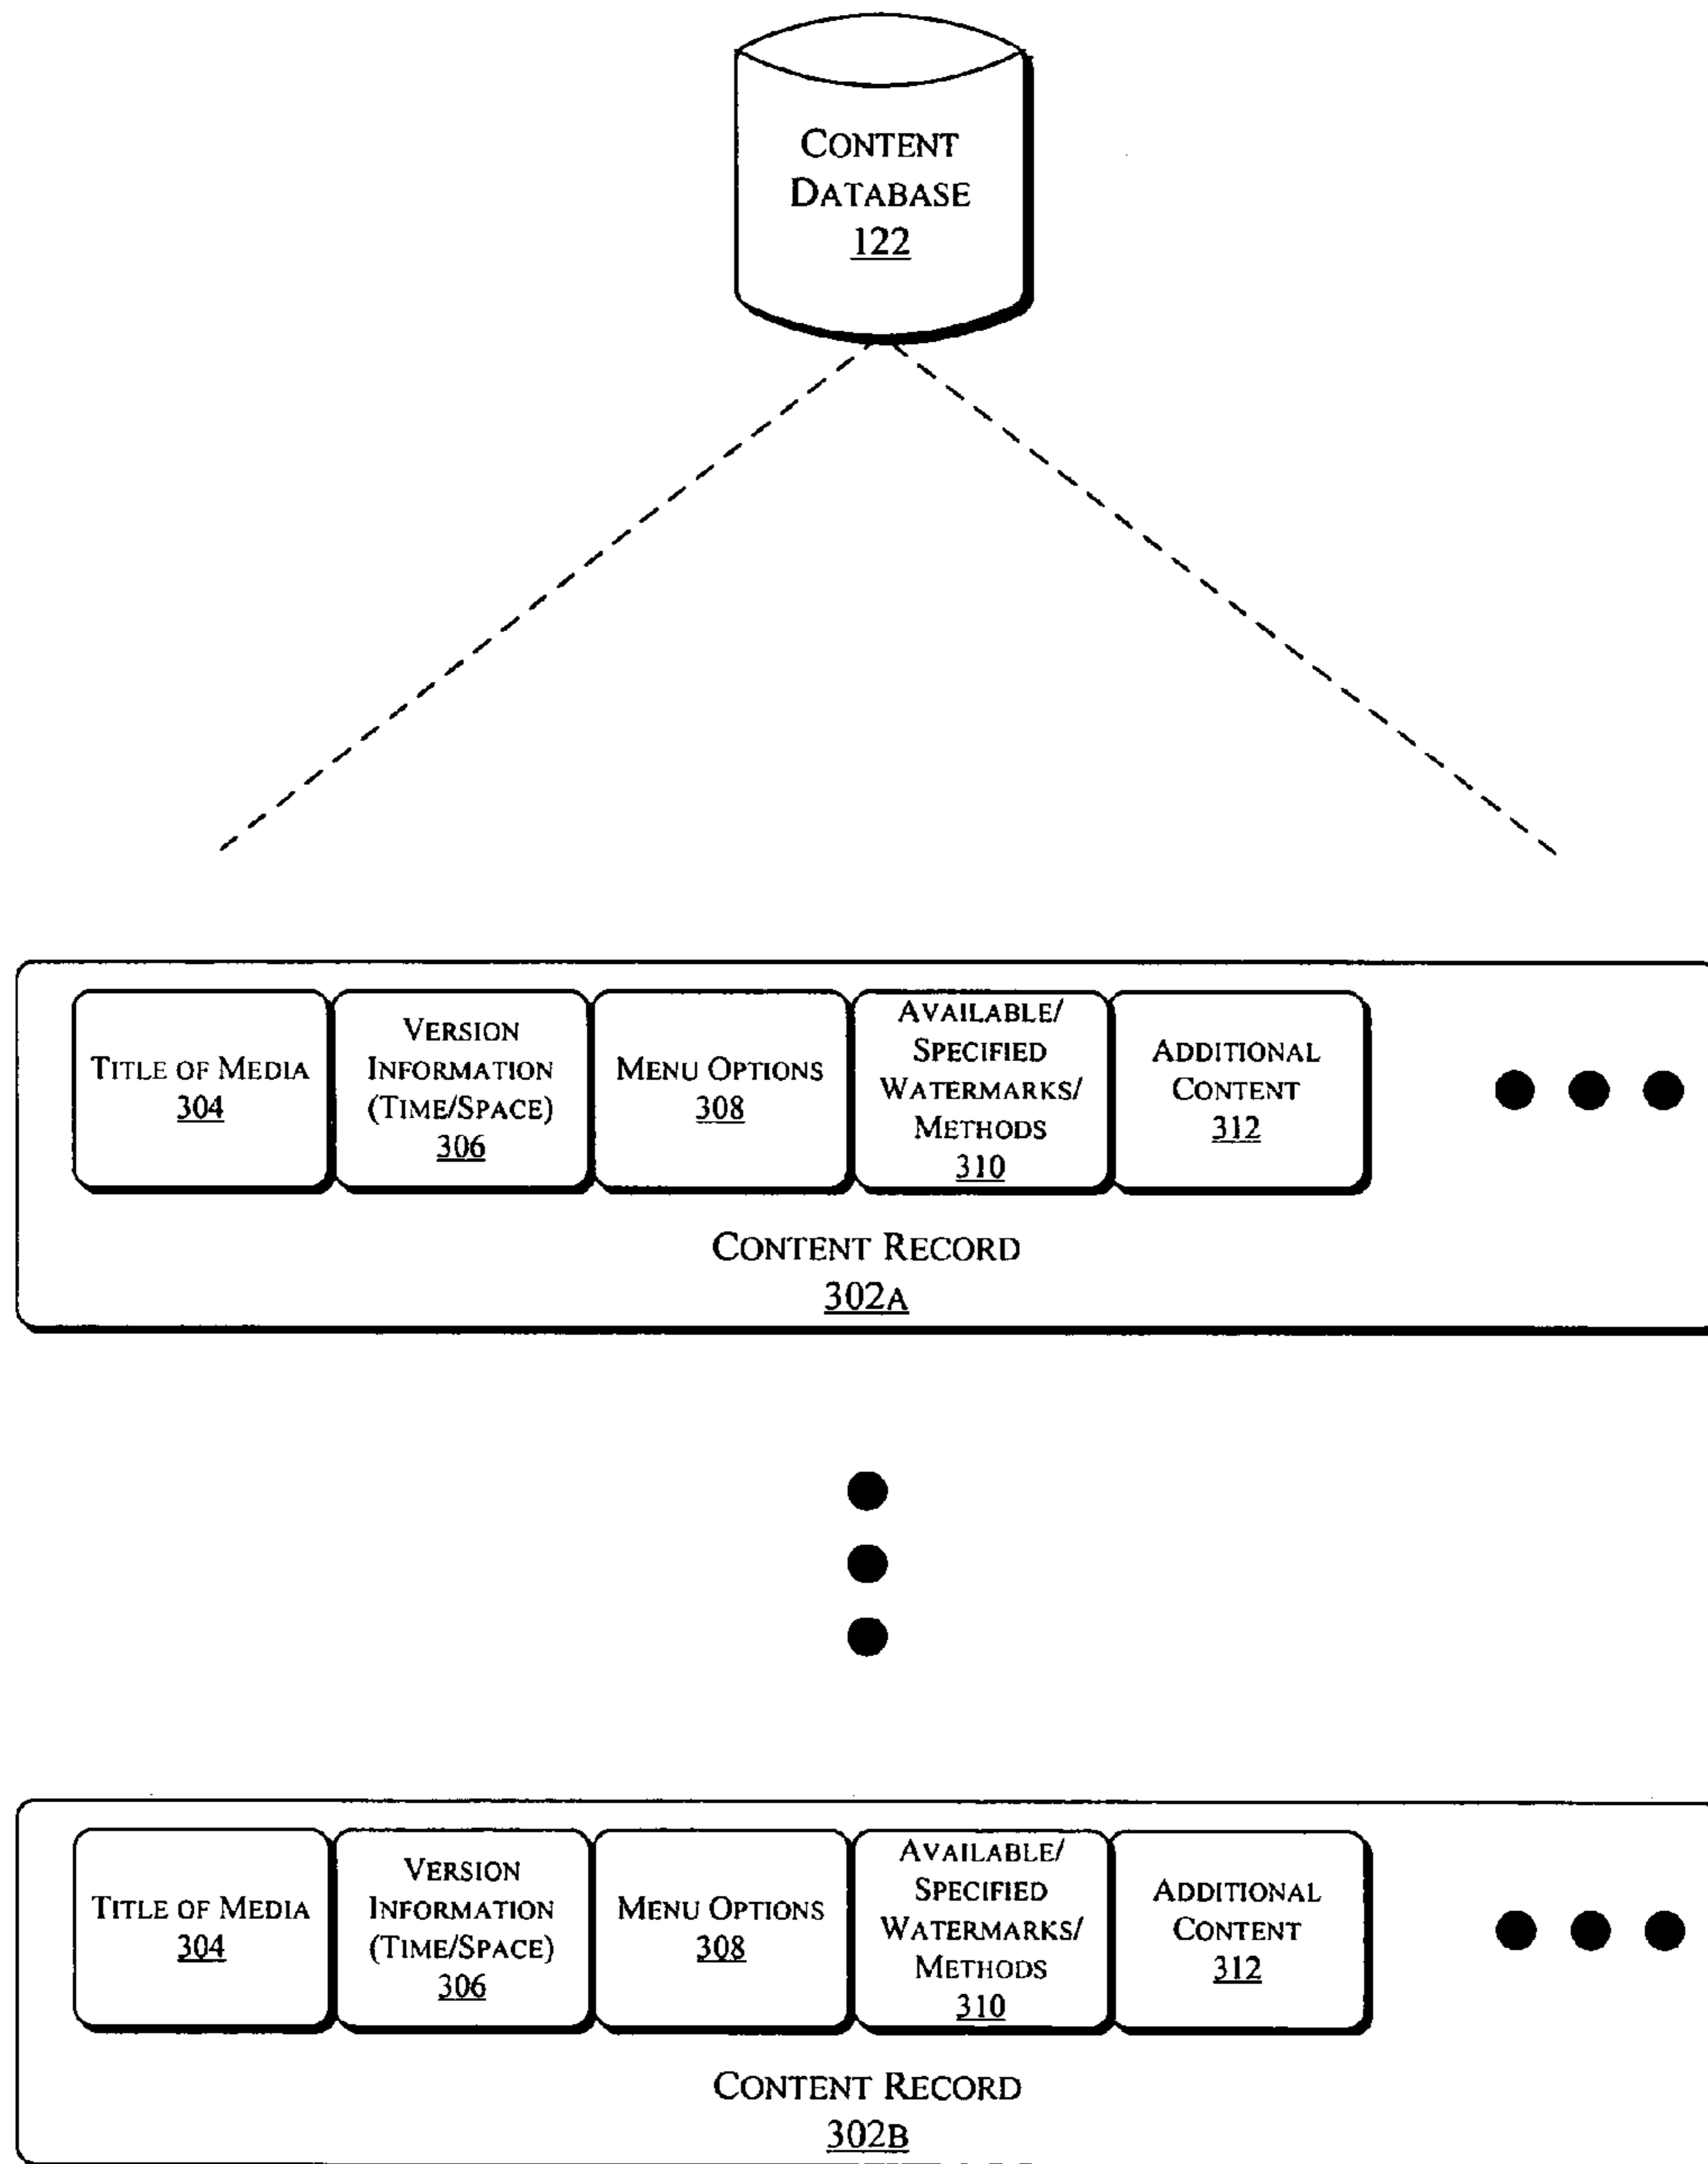 CONTENT
DATABASE
122
TITLE OF MEDIA
304
VERSION
INFORMATION
(TIME/SPACE)
306
MENU OPTIONS
308
AVAILABLE/
SPECIFIED
WATERMARKS/
METHODS
310
ADDITIONAL
CONTENT
312
CONTENT RECORD
302A
TITLE OF MEDIA
304
VERSION
INFORMATION
(TIME/SPACE)
306
MENU OPTIONS
308
AVAILABLE/
SPECIFIED
WATERMARKS/
METHODS
310
ADDITIONAL
CONTENT
312
CONTENT RECORD
302B